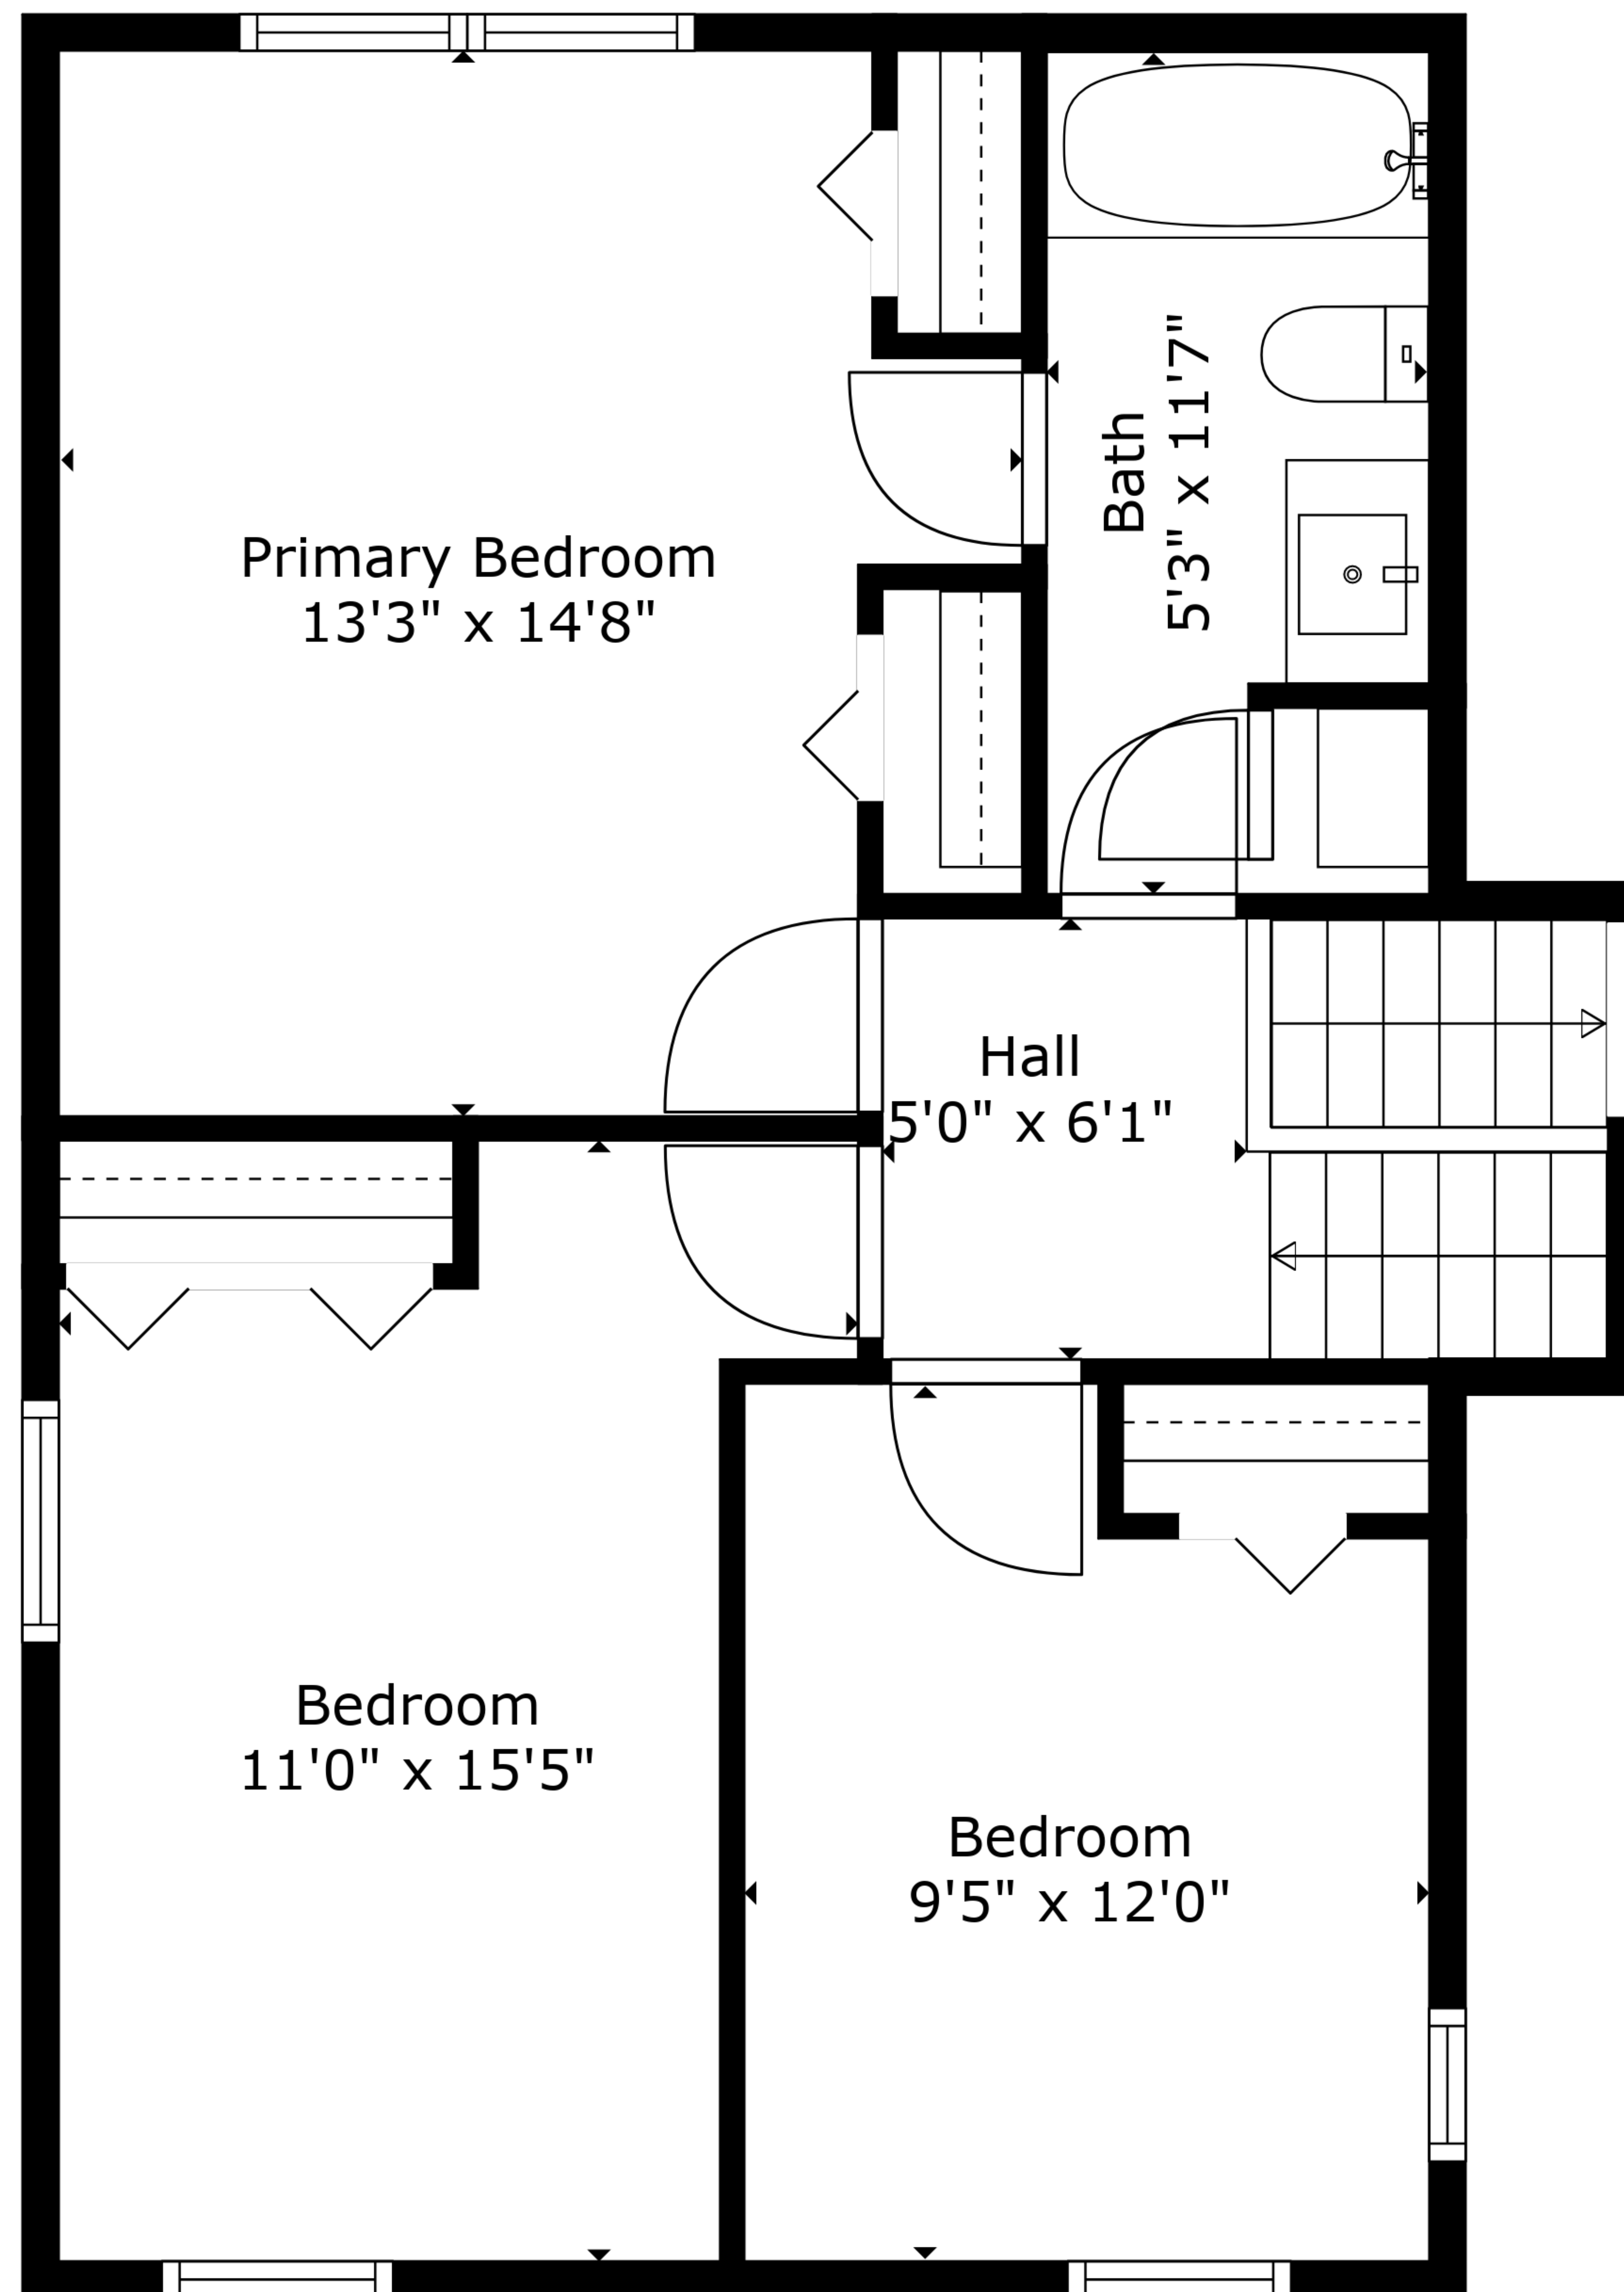 Bath
5'3" x 11'7"
Primary Bedroom
13'3" x 14'8"
Hall
5'0" x 6'1"
Bedroom
11'0" x 15'5"
Bedroom
9'5" x 12'0"